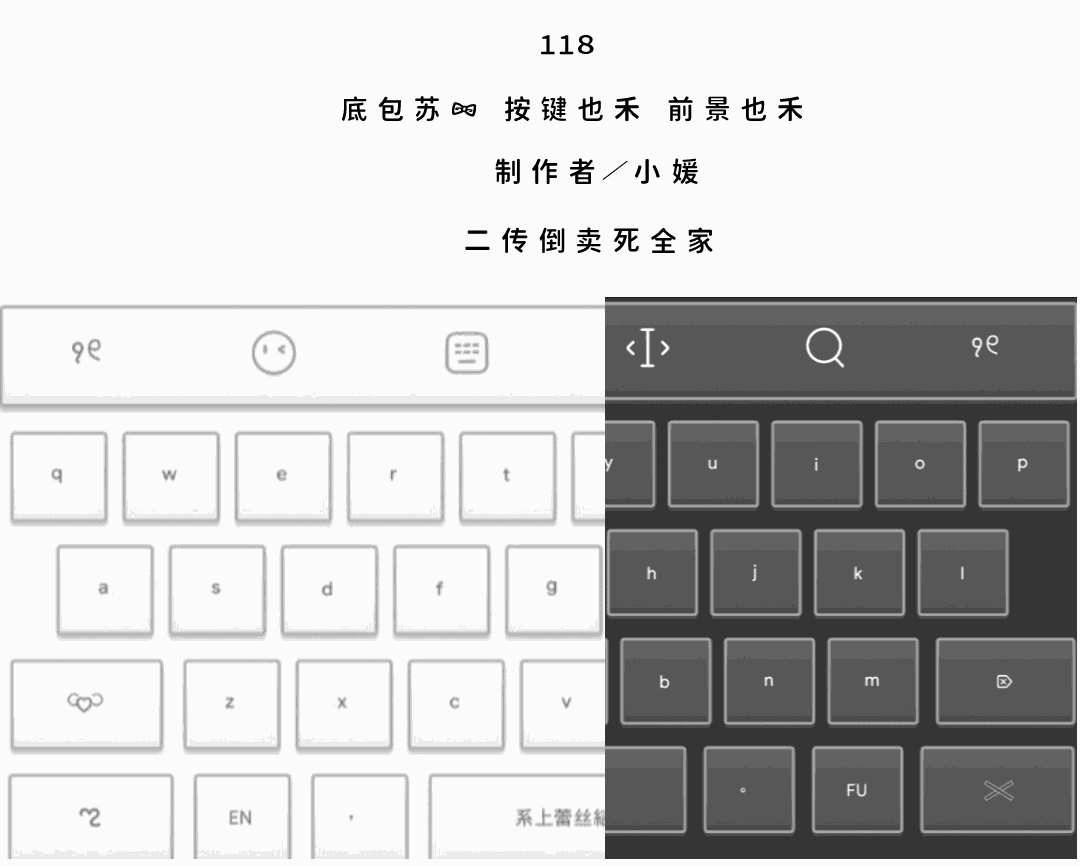 118
底包苏 按键也禾 前景也禾
制作者／小媛
二传倒卖死全家
q w e r t y u i o p
a s d f g h j k l
z x c v b n m
EN , 系上蕾丝 。 FU